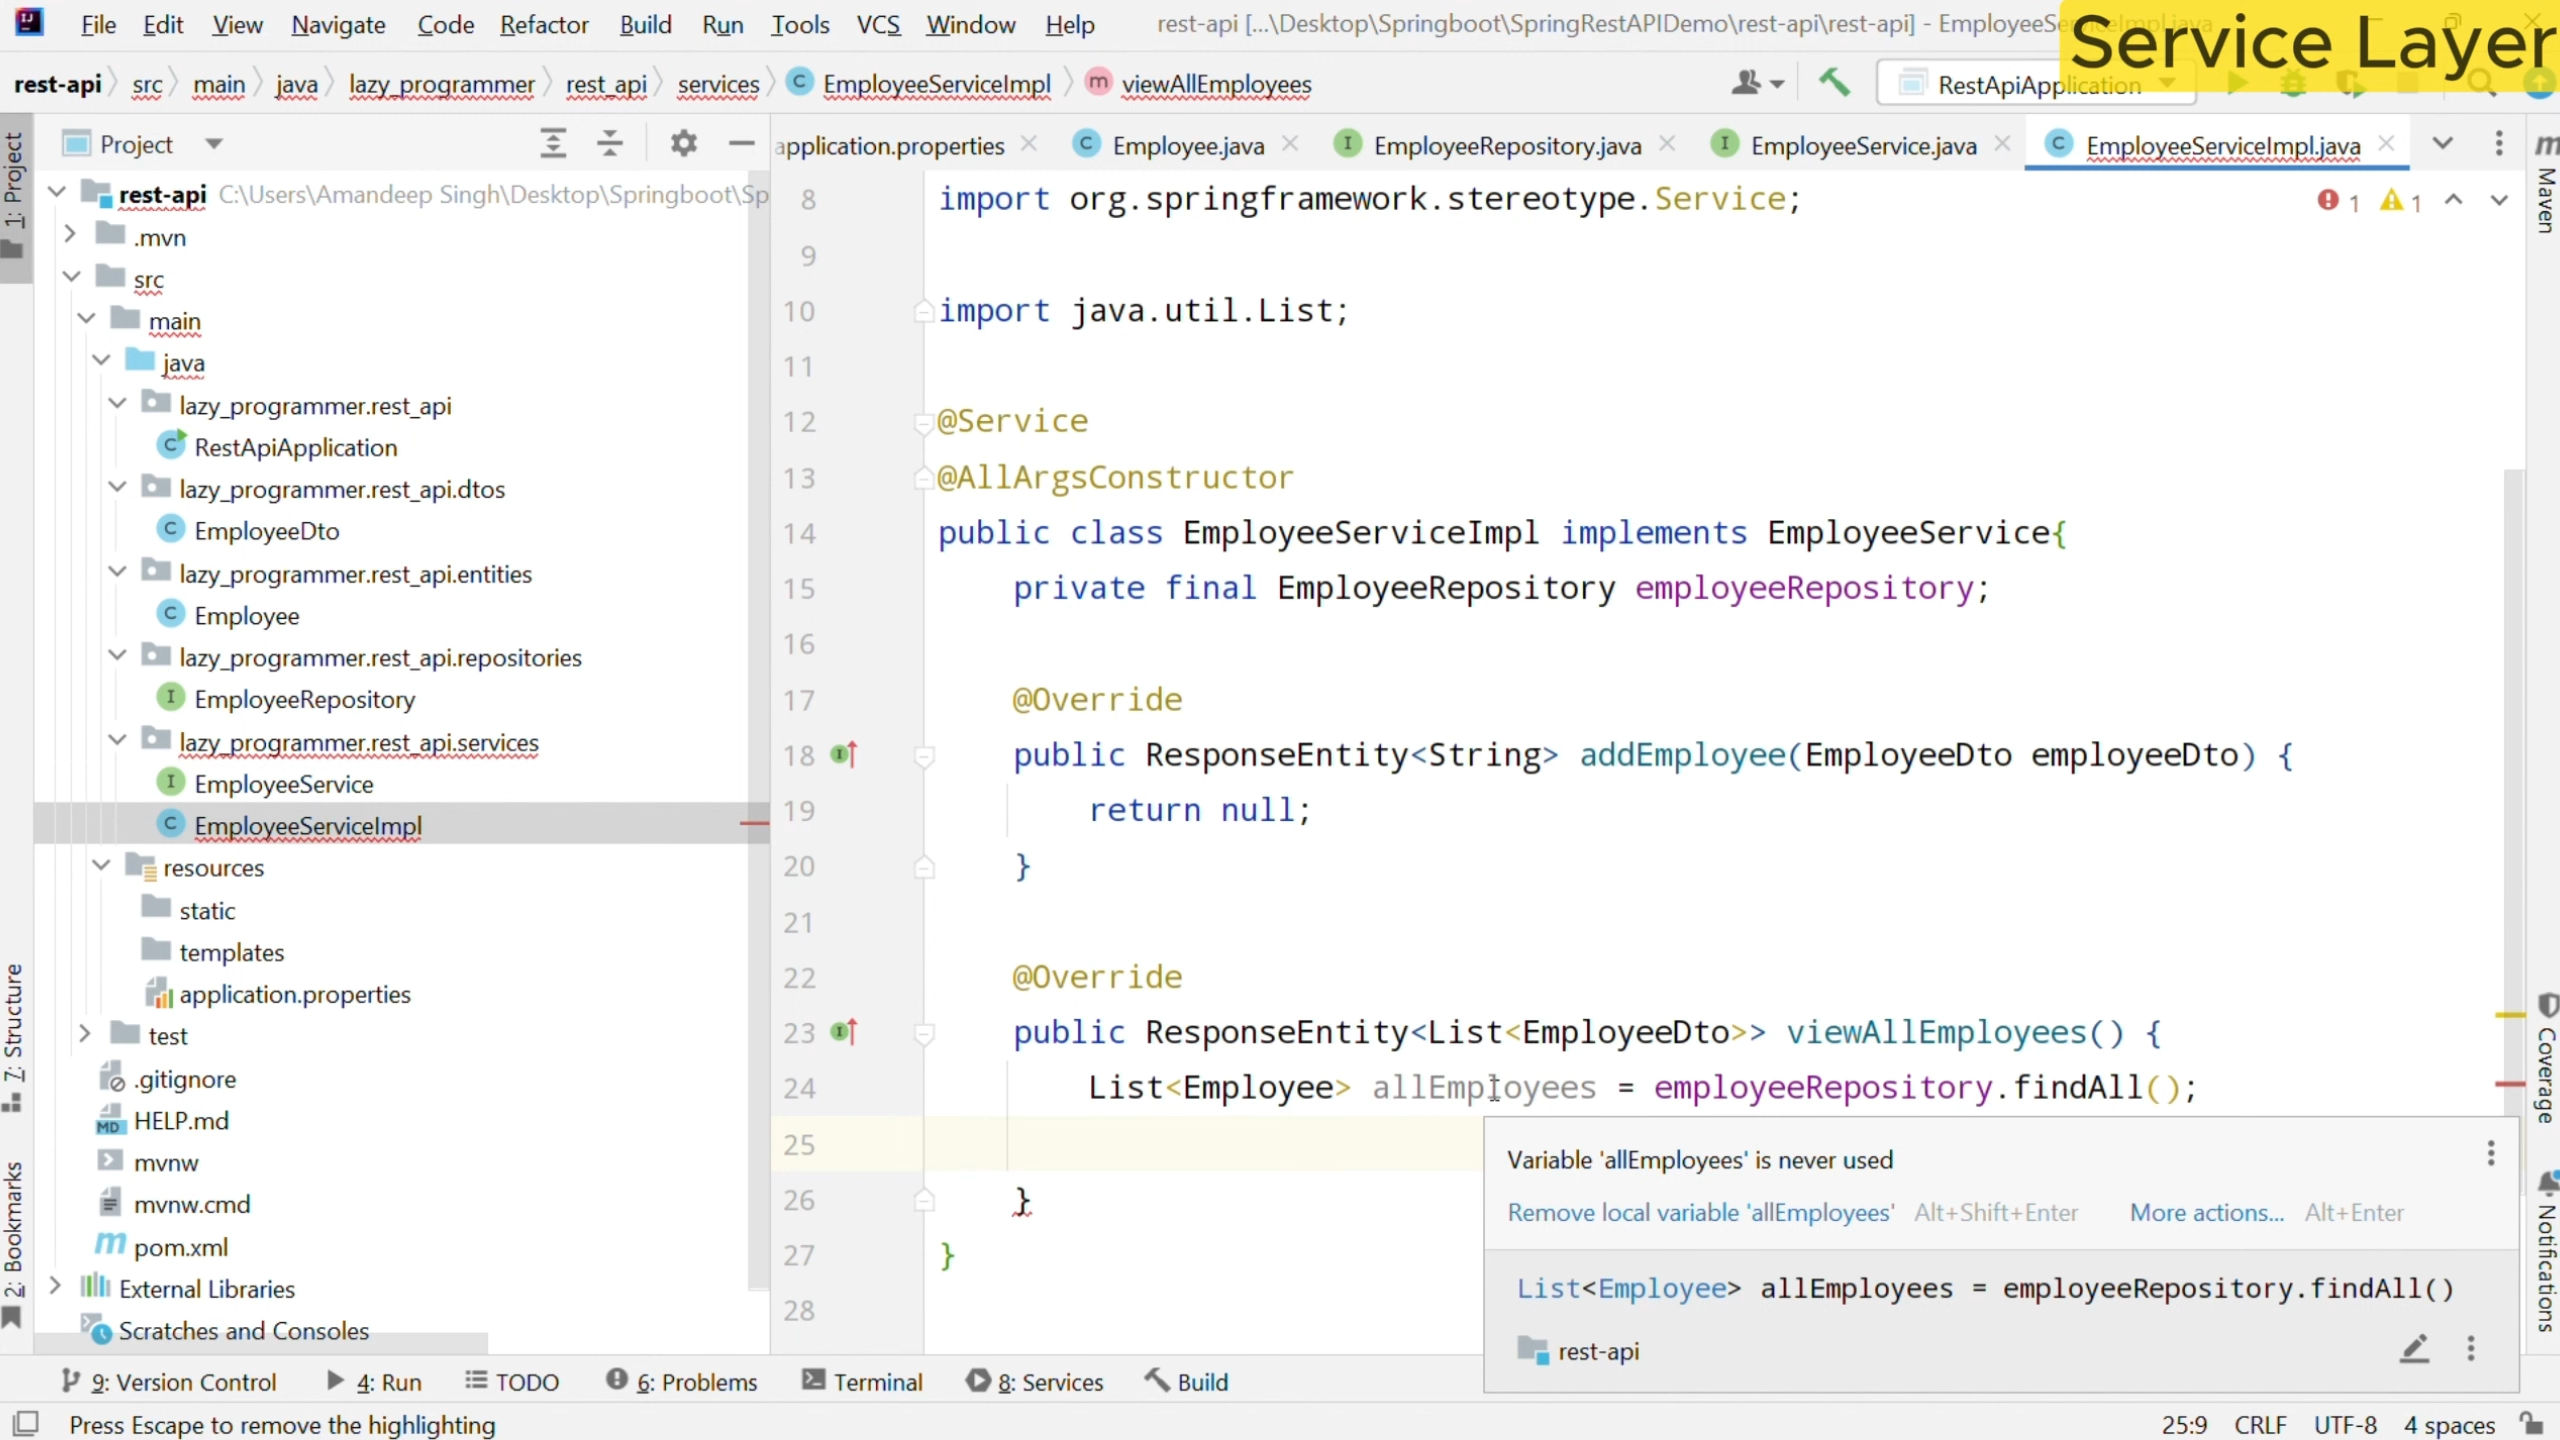 File Edit View Navigate Code Refactor Build Run Tools VCS Window Help rest-api [...\Desktop\Springboot\SpringRestAPIDemo\rest-api\rest-api] - EmployeeServiceImpl.java
Service Layer
rest-api src main java lazy_programmer rest_api services C EmployeeServiceImpl m viewAllEmployees RestApiApplication
1: Project
Project
application.properties C Employee.java I EmployeeRepository.java I EmployeeService.java C EmployeeServiceImpl.java
Maven
rest-api C:\Users\Amandeep Singh\Desktop\Springboot\Sp
.mvn
src
main
java
lazy_programmer.rest_api
RestApiApplication
lazy_programmer.rest_api.dtos
EmployeeDto
lazy_programmer.rest_api.entities
Employee
lazy_programmer.rest_api.repositories
EmployeeRepository
lazy_programmer.rest_api.services
EmployeeService
EmployeeServiceImpl
resources
static
templates
application.properties
test
.gitignore
HELP.md
mvnw
mvnw.cmd
pom.xml
External Libraries
Scratches and Consoles
7: Structure
2: Bookmarks
1 1
8 import org.springframework.stereotype.Service;
9
10 import java.util.List;
11
12 @Service
13 @AllArgsConstructor
14 public class EmployeeServiceImpl implements EmployeeService{
15 private final EmployeeRepository employeeRepository;
16
17 @Override
18 public ResponseEntity<String> addEmployee(EmployeeDto employeeDto) {
19 return null;
20 }
21
22 @Override
23 public ResponseEntity<List<EmployeeDto>> viewAllEmployees() {
24 List<Employee> allEmployees = employeeRepository.findAll();
25
26 }
27 }
28
Variable 'allEmployees' is never used
Remove local variable 'allEmployees' Alt+Shift+Enter More actions... Alt+Enter
List<Employee> allEmployees = employeeRepository.findAll()
rest-api
Coverage
Notifications
9: Version Control 4: Run TODO 6: Problems Terminal 8: Services Build
Press Escape to remove the highlighting 25:9 CRLF UTF-8 4 spaces